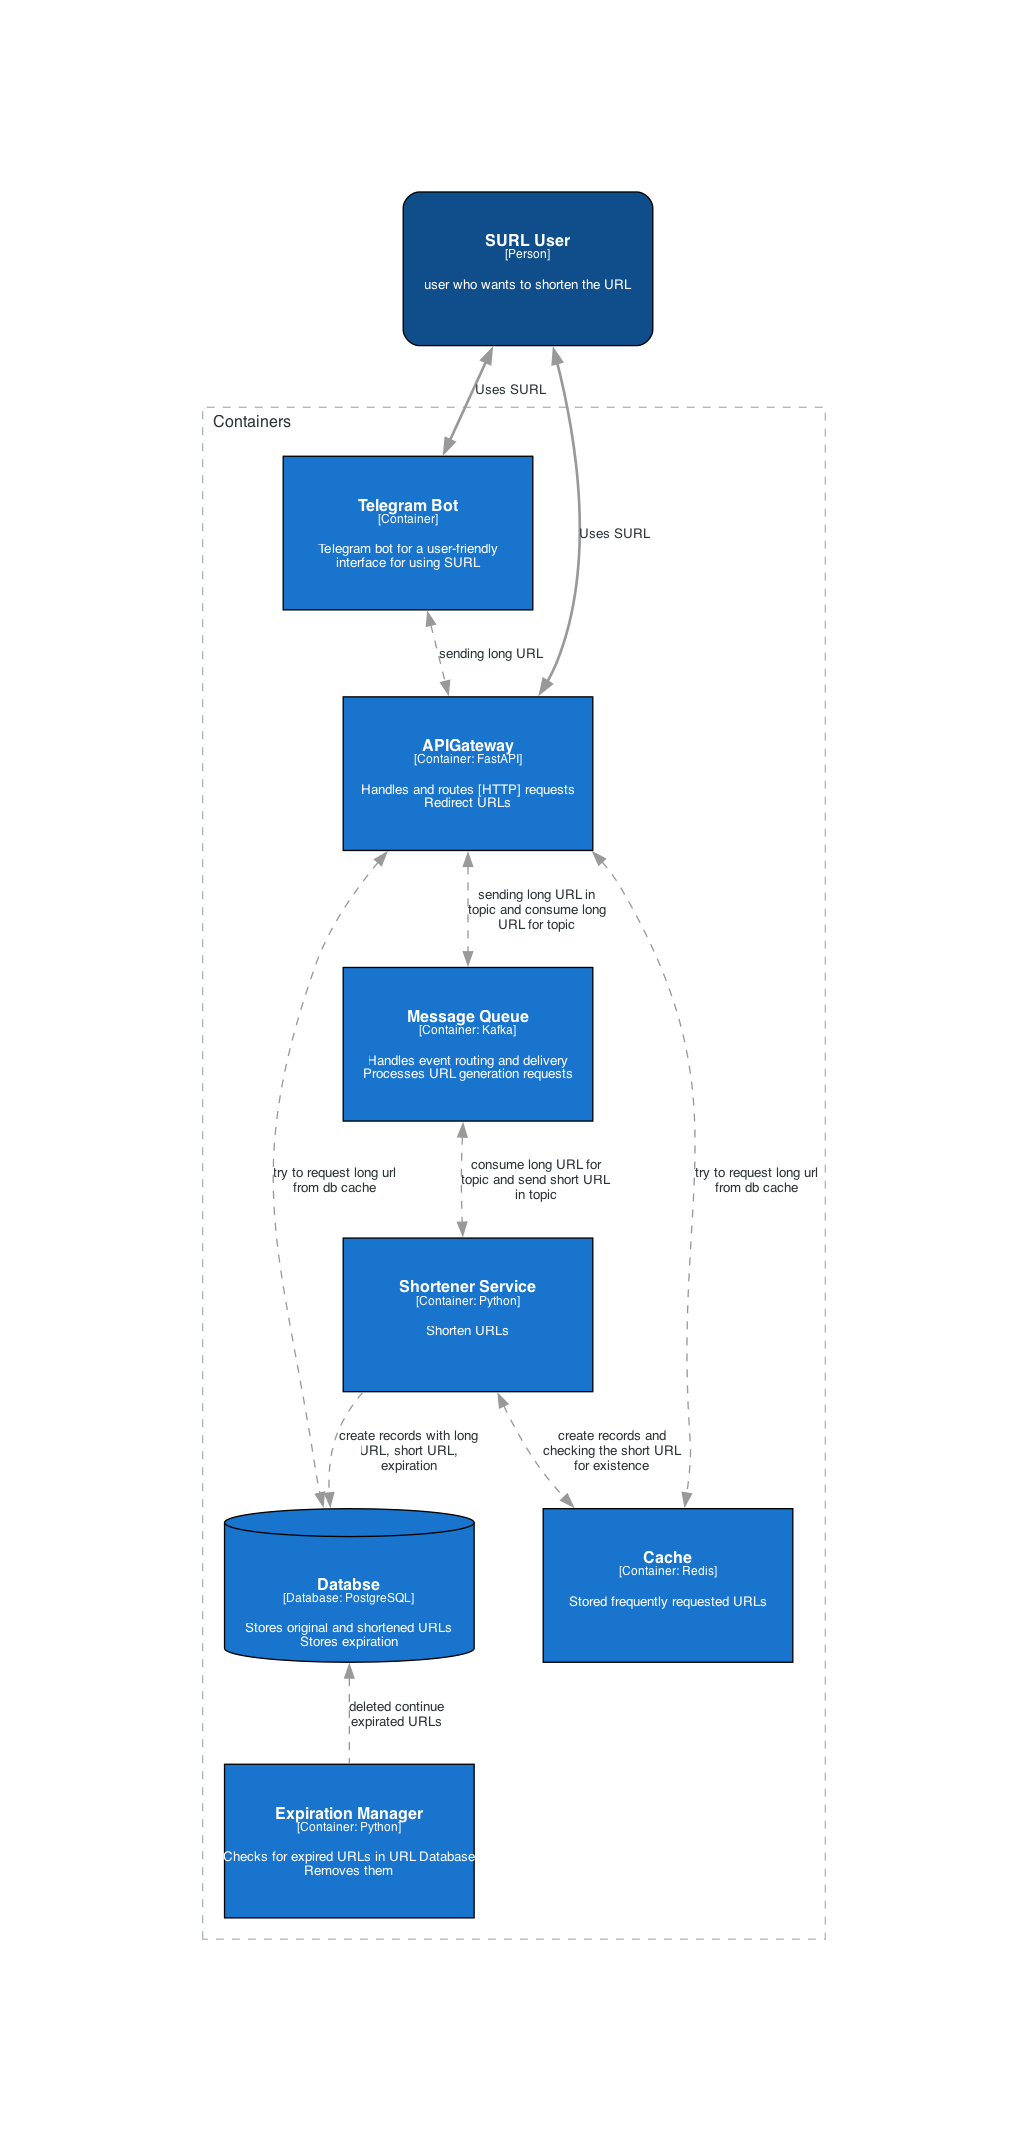 SURL User
[Person]
user who wants to shorten the URL
Uses SURL
Containers
Telegram Bot
[Container]
Telegram bot for a user-friendly
interface for using SURL
Uses SURL
sending long URL
APIGateway
[Container: FastAPI]
Handles and routes [HTTP] requests
Redirect URLs
sending long URL in
topic and consume long
URL for topic
Message Queue
[Container: Kafka]
Handles event routing and delivery
Processes URL generation requests
try to request long url
from db cache
consume long URL for
topic and send short URL
in topic
try to request long url
from db cache
Shortener Service
[Container: Python]
Shorten URLs
create records with long
URL, short URL,
expiration
create records and
checking the short URL
for existence
Databse
[Database: PostgreSQL]
Stores original and shortened URLs
Stores expiration
Cache
[Container: Redis]
Stored frequently requested URLs
deleted continue
expirated URLs
Expiration Manager
[Container: Python]
Checks for expired URLs in URL Database
Removes them